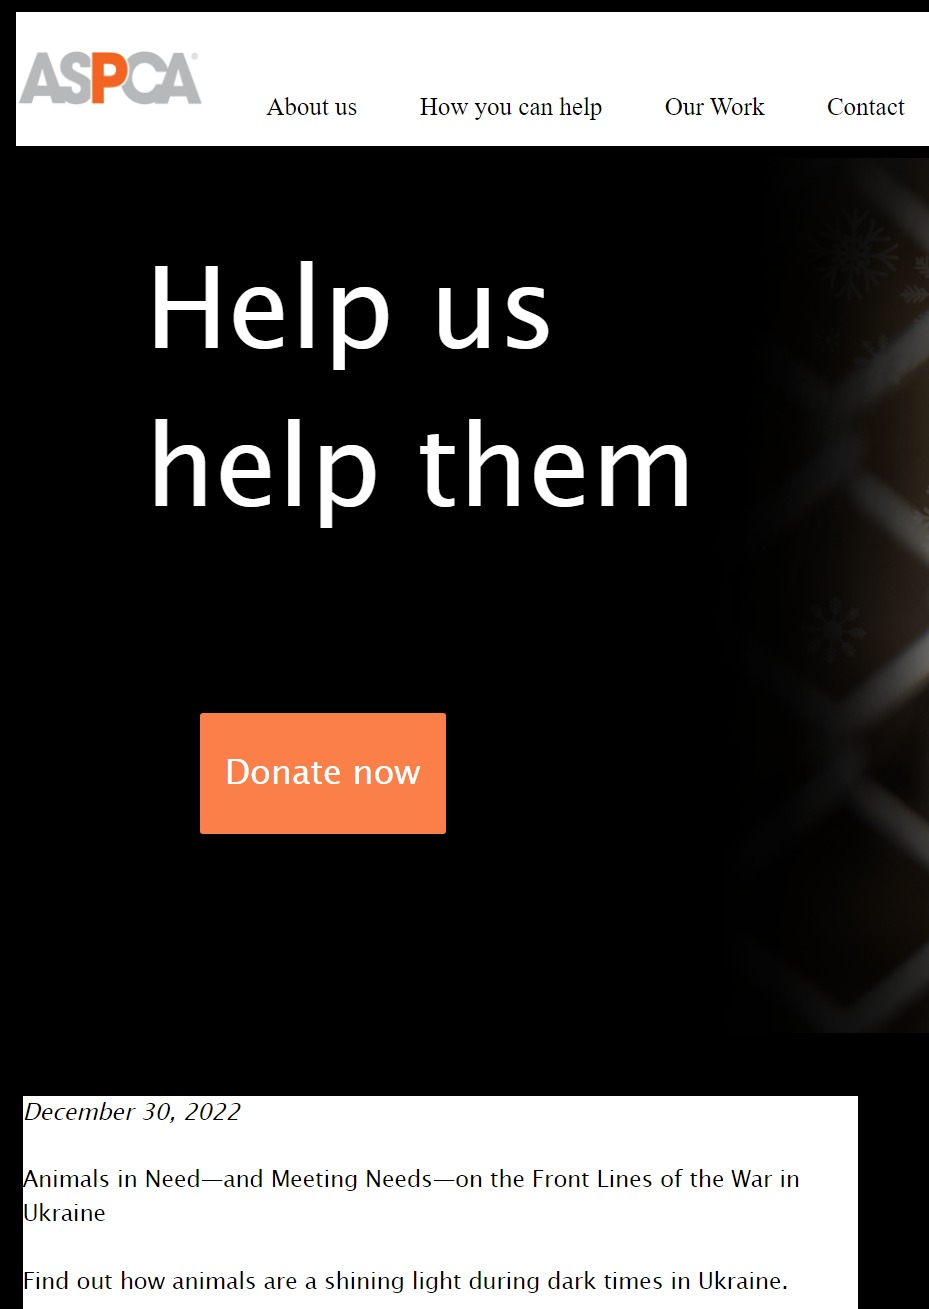 ASPCA®
About us How you can help Our Work Contact
Help us
help them
Donate now
December 30, 2022
Animals in Need—and Meeting Needs—on the Front Lines of the War in
Ukraine
Find out how animals are a shining light during dark times in Ukraine.